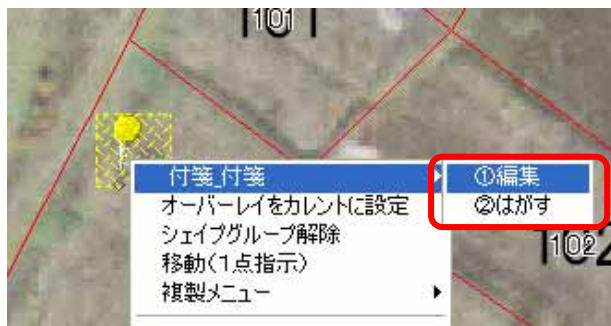 101
付箋_付箋
①編集
オーバーレイをカレントに設定
②はがす
シェイプグループ解除
102
移動(1点指示)
複製メニュー